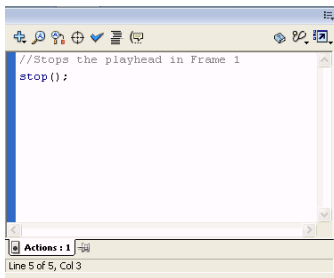 //Stops the playhead in Frame 1
stop();
Actions : 1
Line 5 of 5, Col 3